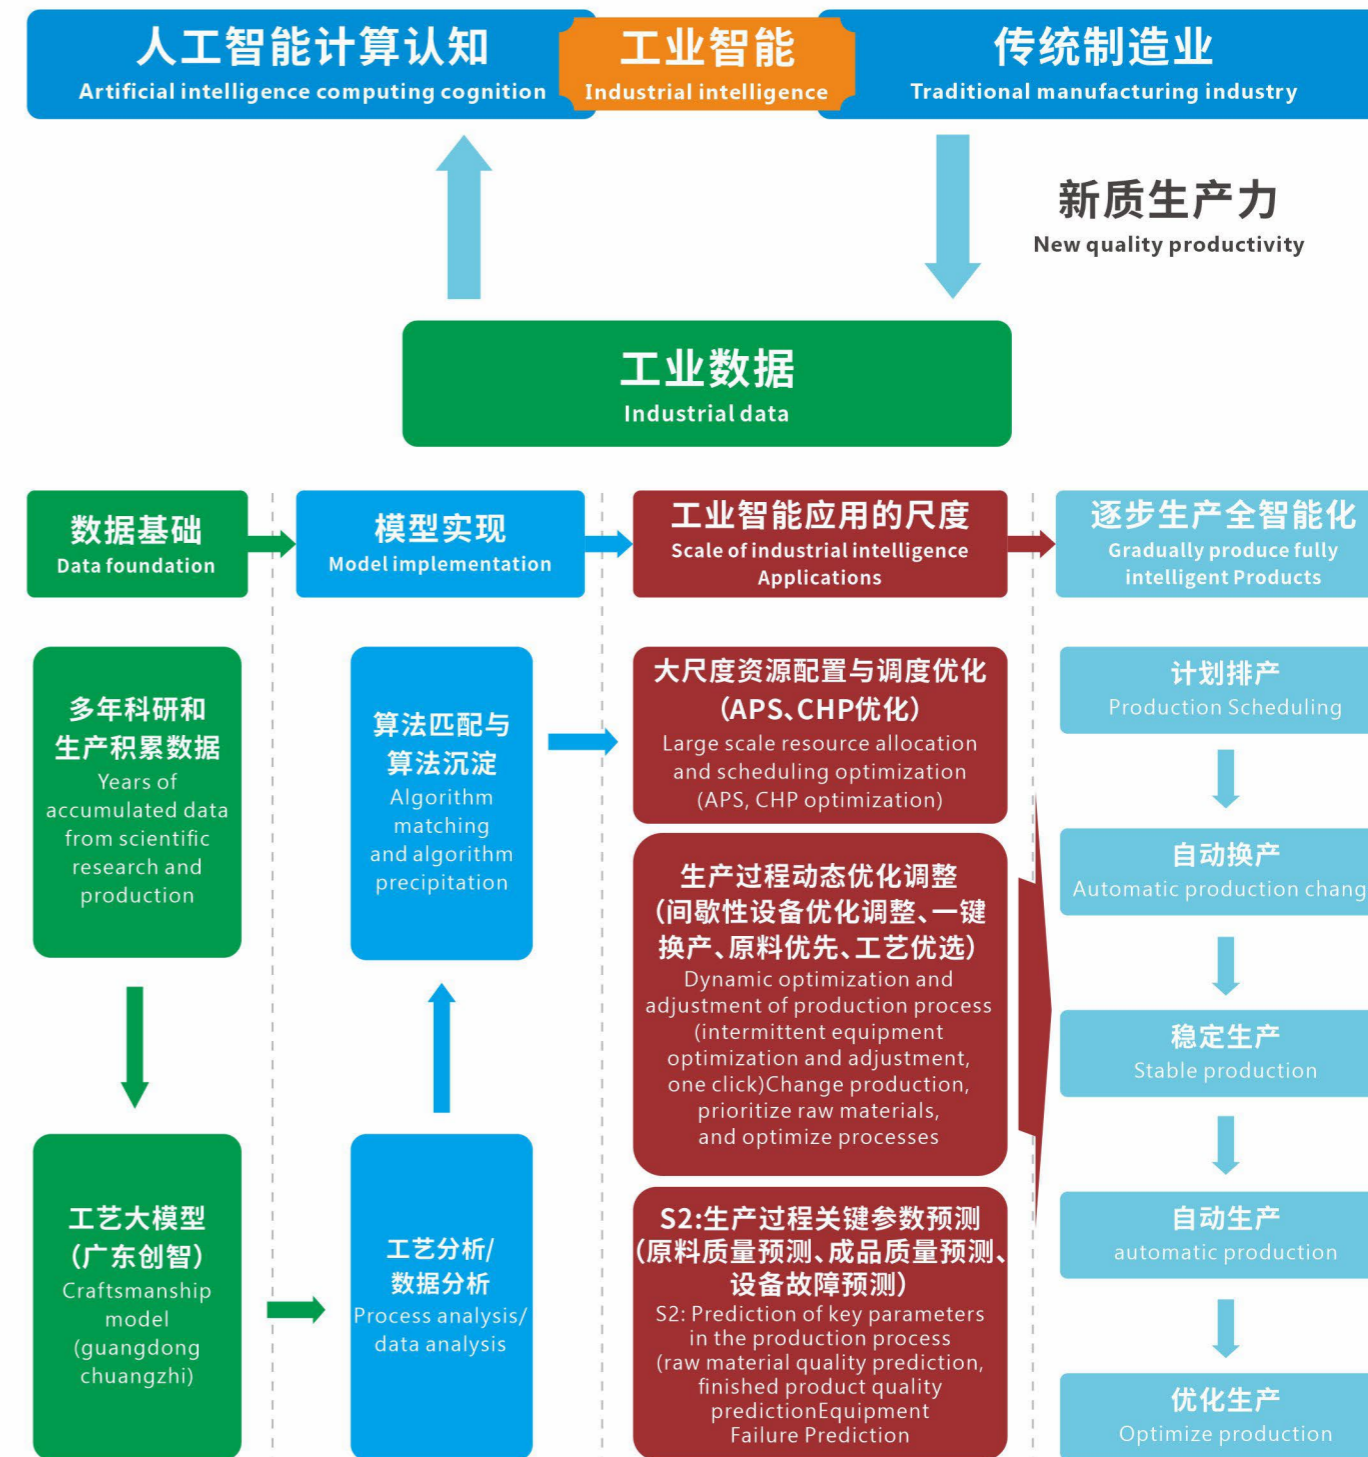 人工智能计算认知
Artificial intelligence computing cognition
工业智能
Industrial intelligence
传统制造业
Traditional manufacturing industry
新质生产力
New quality productivity
工业数据
Industrial data
数据基础
Data foundation
模型实现
Model implementation
工业智能应用的尺度
Scale of industrial intelligence
Applications
逐步生产全智能化
Gradually produce fully
intelligent Products
多年科研和
生产积累数据
Years of
accumulated data
from scientific
research and
production
工艺大模型
(广东创智)
Craftsmanship
model
(guangdong
chuangzhi)
算法匹配与
算法沉淀
Algorithm
matching
and algorithm
precipitation
工艺分析/
数据分析
Process analysis/
data analysis
大尺度资源配置与调度优化
(APS、CHP优化)
Large scale resource allocation
and scheduling optimization
(APS, CHP optimization)
生产过程动态优化调整
(间歇性设备优化调整、一键
换产、原料优先、工艺优选)
Dynamic optimization and
adjustment of production process
(intermittent equipment
optimization and adjustment,
one click)Change production,
prioritize raw materials,
and optimize processes
S2:生产过程关键参数预测
(原料质量预测、成品质量预测、
设备故障预测)
S2: Prediction of key parameters
in the production process
(raw material quality prediction,
finished product quality
predictionEquipment
Failure Prediction
计划排产
Production Scheduling
自动换产
Automatic production chang
稳定生产
Stable production
自动生产
automatic production
优化生产
Optimize production